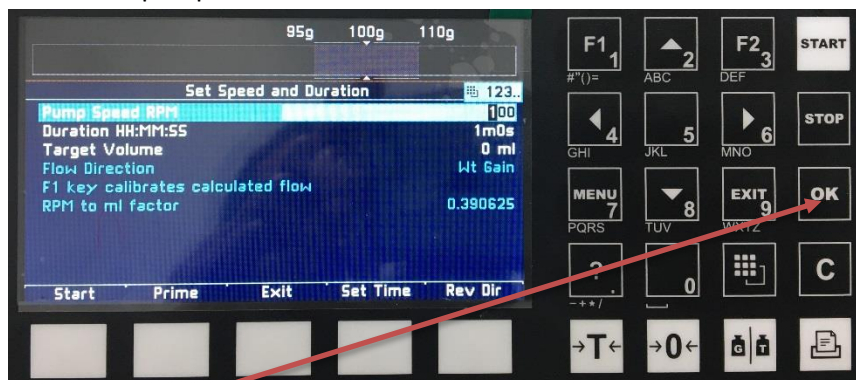 95g 100g 110g
Set Speed and Duration 123..
Pump Speed RPM 100
Duration HH:MM:SS 1m0s
Target Volume 0 ml
Flow Direction Wt Gain
F1 key calibrates calculated flow
RPM to ml factor 0.390625
Start Prime Exit Set Time Rev Dir
F1 1 2 F2 3 START
#"()= ABC DEF
4 5 6 STOP
GHI JKL MNO
MENU 7 8 EXIT 9 OK
PQRS TUV WXYZ
? . 0 C
-+*/
→T← →0← G T